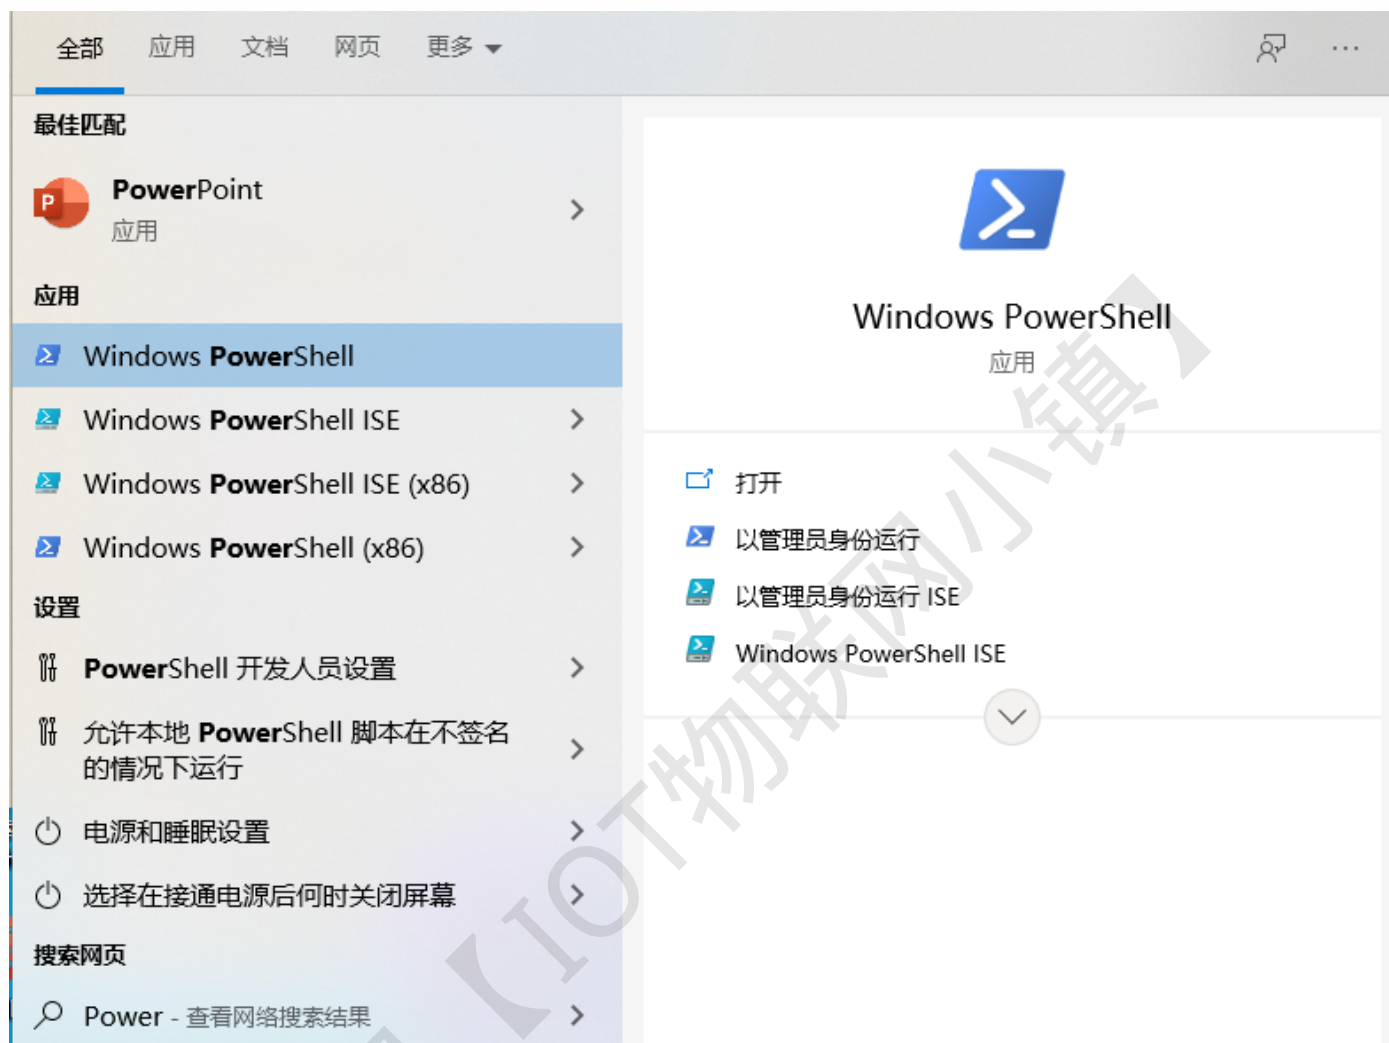 全部 应用 文档 网页 更多
最佳匹配
PowerPoint
应用
应用
Windows PowerShell
Windows PowerShell ISE
Windows PowerShell ISE (x86)
Windows PowerShell (x86)
设置
PowerShell 开发人员设置
允许本地 PowerShell 脚本在不签名
的情况下运行
电源和睡眠设置
选择在接通电源后何时关闭屏幕
搜索网页
Power - 查看网络搜索结果
Windows PowerShell
应用
打开
以管理员身份运行
以管理员身份运行 ISE
Windows PowerShell ISE
【IOT物联网小镇】